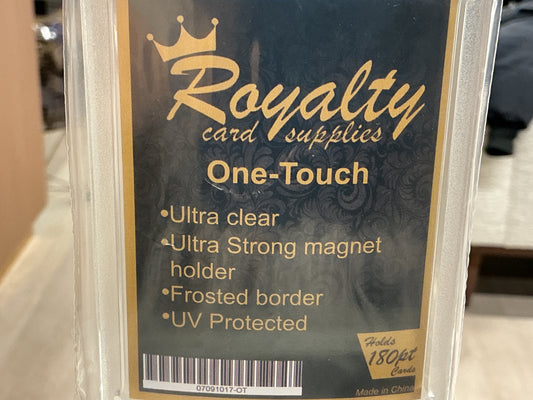 Royalty
card supplies
One-Touch
•Ultra clear
•Ultra Strong magnet
holder
•Frosted border
•UV Protected
Holds
180pt
Cards
07091017-OT
Made in China